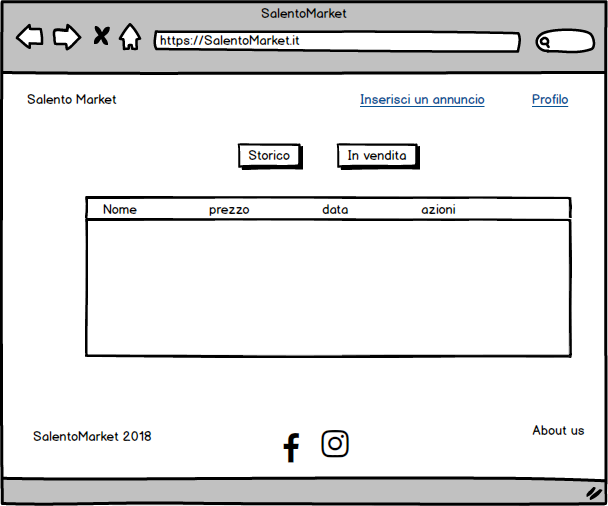 SalentoMarket
https://SalentoMarket.it
Salento Market Inserisci un annuncio Profilo
Storico In vendita
Nome prezzo data azioni
SalentoMarket 2018 About us